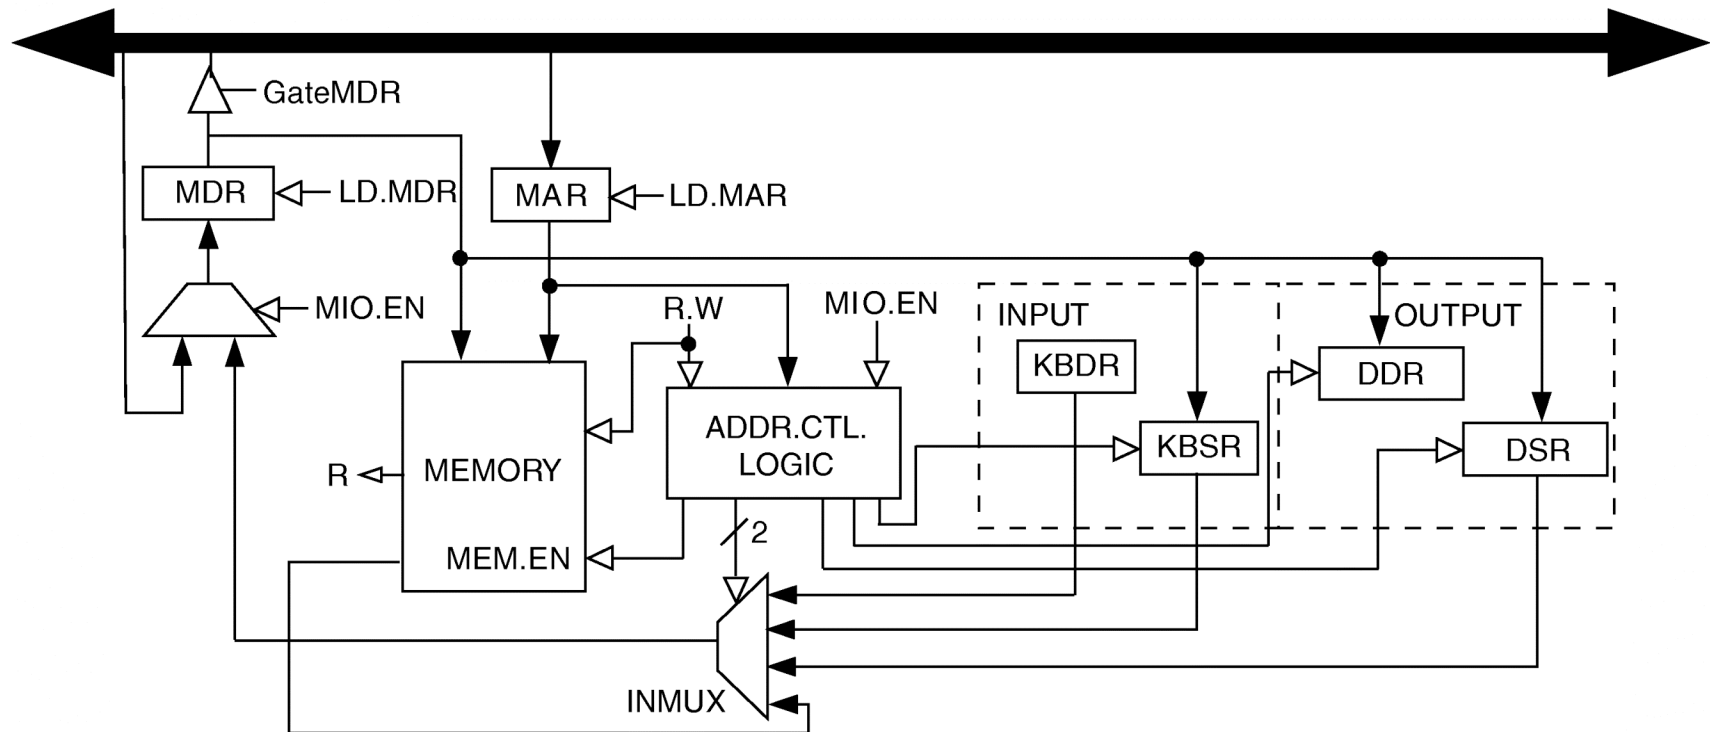 GateMDR
MDR
LD.MDR
MAR
LD.MAR
MIO.EN
R.W
MIO.EN
INPUT
OUTPUT
KBDR
DDR
ADDR.CTL.
LOGIC
KBSR
DSR
R
MEMORY
2
MEM.EN
INMUX